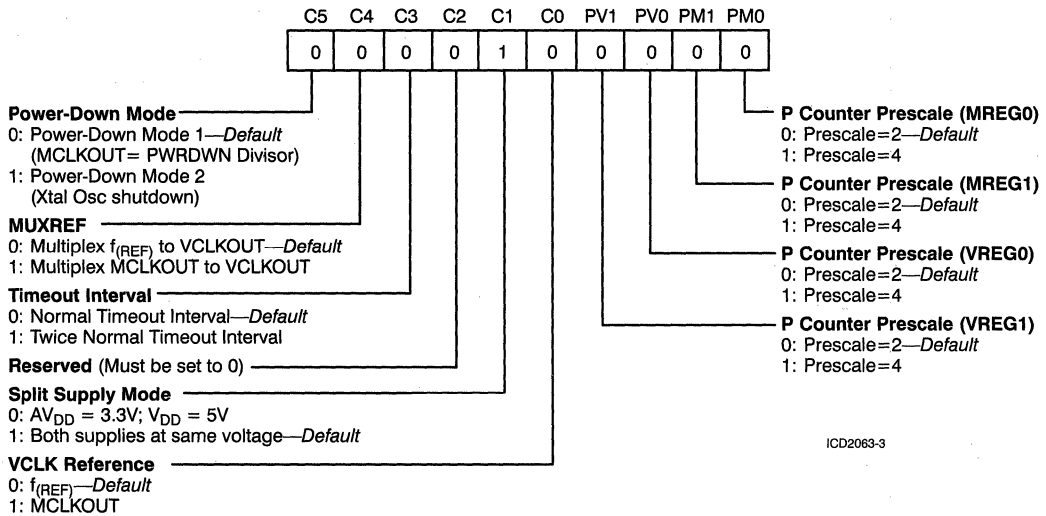 C5 C4 C3 C2 C1 C0 PV1 PV0 PM1 PM0
0 0 0 0 1 0 0 0 0 0
Power-Down Mode
0: Power-Down Mode 1—Default
(MCLKOUT= PWRDWN Divisor)
1: Power-Down Mode 2
(Xtal Osc shutdown)
MUXREF
0: Multiplex f(REF) to VCLKOUT—Default
1: Multiplex MCLKOUT to VCLKOUT
Timeout Interval
0: Normal Timeout Interval—Default
1: Twice Normal Timeout Interval
Reserved (Must be set to 0)
Split Supply Mode
0: AVDD = 3.3V; VDD = 5V
1: Both supplies at same voltage—Default
VCLK Reference
0: f(REF)—Default
1: MCLKOUT
P Counter Prescale (MREG0)
0: Prescale=2—Default
1: Prescale=4
P Counter Prescale (MREG1)
0: Prescale=2—Default
1: Prescale=4
P Counter Prescale (VREG0)
0: Prescale=2—Default
1: Prescale=4
P Counter Prescale (VREG1)
0: Prescale=2—Default
1: Prescale=4
ICD2063-3